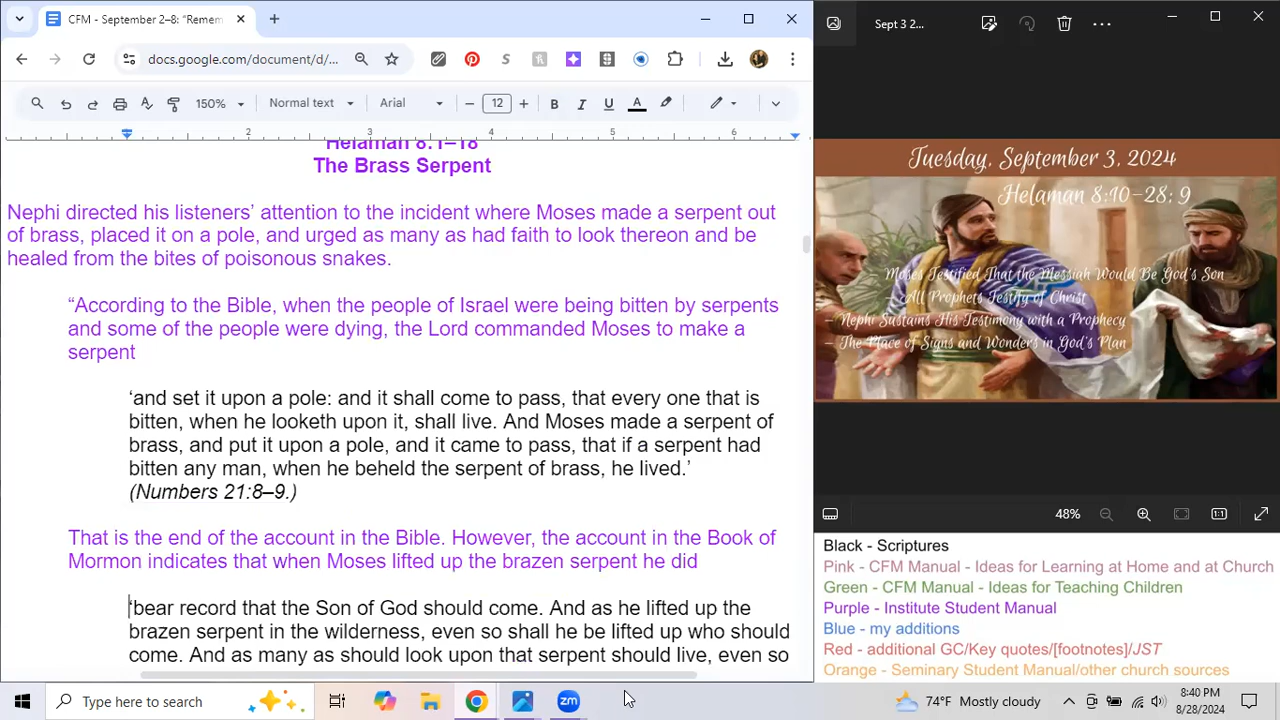 CFM - September 2–8: “Remem
docs.google.com/document/d/...
150%
Normal text
Arial
12
2
3
4
5
6
Helaman 8:1–18
The Brass Serpent
Nephi directed his listeners’ attention to the incident where Moses made a serpent out
of brass, placed it on a pole, and urged as many as had faith to look thereon and be
healed from the bites of poisonous snakes.
“According to the Bible, when the people of Israel were being bitten by serpents
and some of the people were dying, the Lord commanded Moses to make a
serpent
‘and set it upon a pole: and it shall come to pass, that every one that is
bitten, when he looketh upon it, shall live. And Moses made a serpent of
brass, and put it upon a pole, and it came to pass, that if a serpent had
bitten any man, when he beheld the serpent of brass, he lived.’
(Numbers 21:8–9.)
That is the end of the account in the Bible. However, the account in the Book of
Mormon indicates that when Moses lifted up the brazen serpent he did
‘bear record that the Son of God should come. And as he lifted up the
brazen serpent in the wilderness, even so shall he be lifted up who should
come. And as many as should look upon that serpent should live, even so
Sept 3 2...
Tuesday, September 3, 2024
Helaman 8:10–28; 9
Moses Testified That the Messiah Would Be God's Son
All Prophets Testify of Christ
– Nephi Sustains His Testimony with a Prophecy
– The Place of Signs and Wonders in God's Plan
48%
1:1
Black - Scriptures
Pink - CFM Manual - Ideas for Learning at Home and at Church
Green - CFM Manual - Ideas for Teaching Children
Purple - Institute Student Manual
Blue - my additions
Red - additional GC/Key quotes/[footnotes]/JST
Orange - Seminary Student Manual/other church sources
Type here to search
zm
74°F Mostly cloudy
8:40 PM
8/28/2024